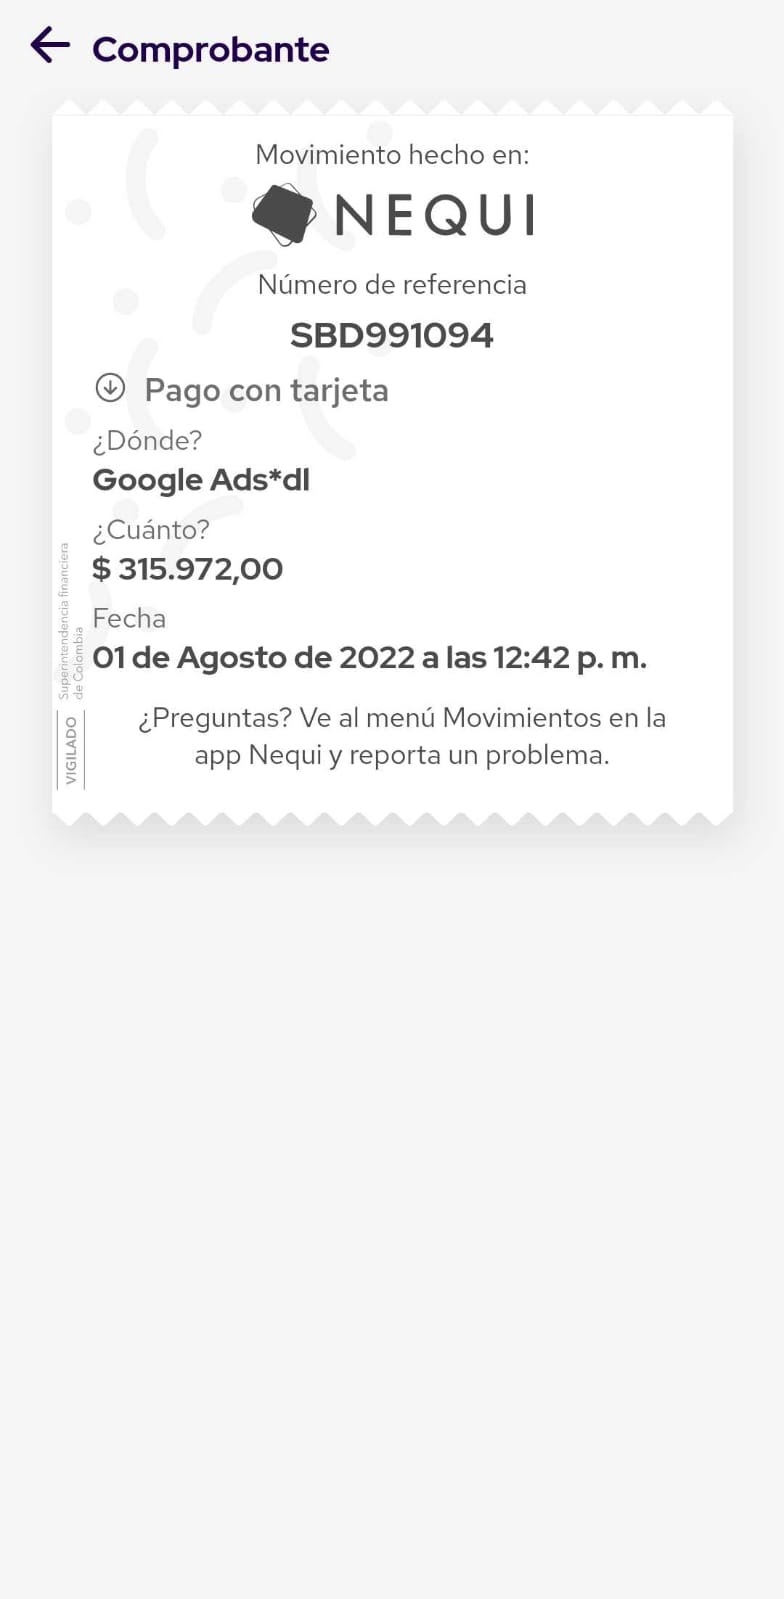 Comprobante
Movimiento hecho en:
NEQUI
Número de referencia
SBD991094
Pago con tarjeta
¿Dónde?
Google Ads*dl
¿Cuánto?
$ 315.972,00
Fecha
01 de Agosto de 2022 a las 12:42 p. m.
¿Preguntas? Ve al menú Movimientos en la
app Nequi y reporta un problema.
VIGILADO
Superintendencia financiera
de Colombia